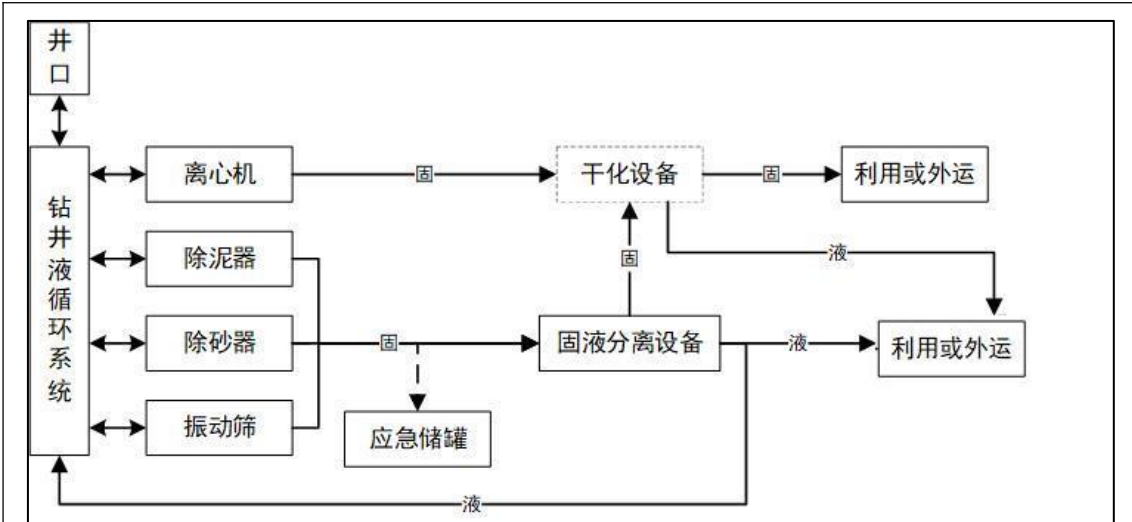 井
口
钻
井
液
循
环
系
统
离心机
固
干化设备
固
利用或外运
除泥器
固
液
除砂器
固
固液分离设备
液
利用或外运
振动筛
应急储罐
液